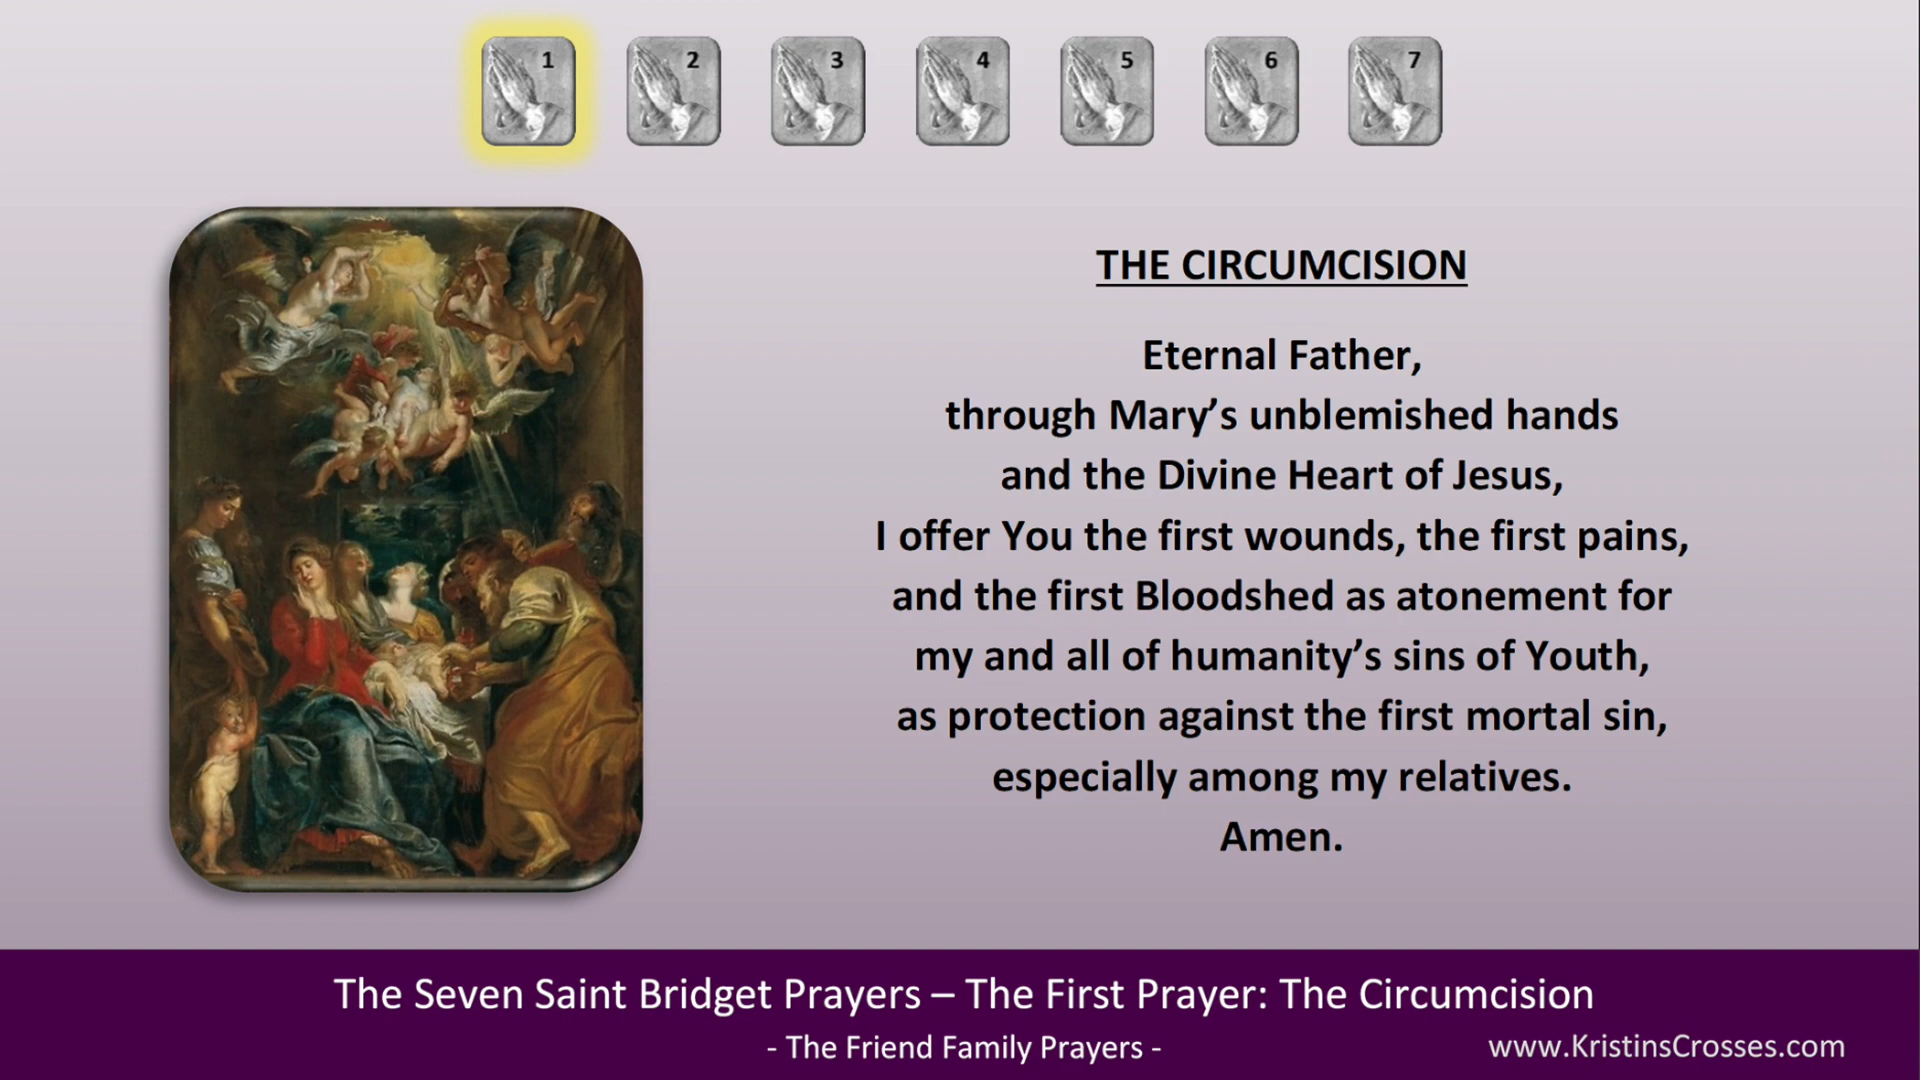 1 2 3 4 5 6 7
THE CIRCUMCISION
Eternal Father,
through Mary’s unblemished hands
and the Divine Heart of Jesus,
I offer You the first wounds, the first pains,
and the first Bloodshed as atonement for
my and all of humanity’s sins of Youth,
as protection against the first mortal sin,
especially among my relatives.
Amen.
The Seven Saint Bridget Prayers – The First Prayer: The Circumcision
- The Friend Family Prayers -
www.KristinsCrosses.com